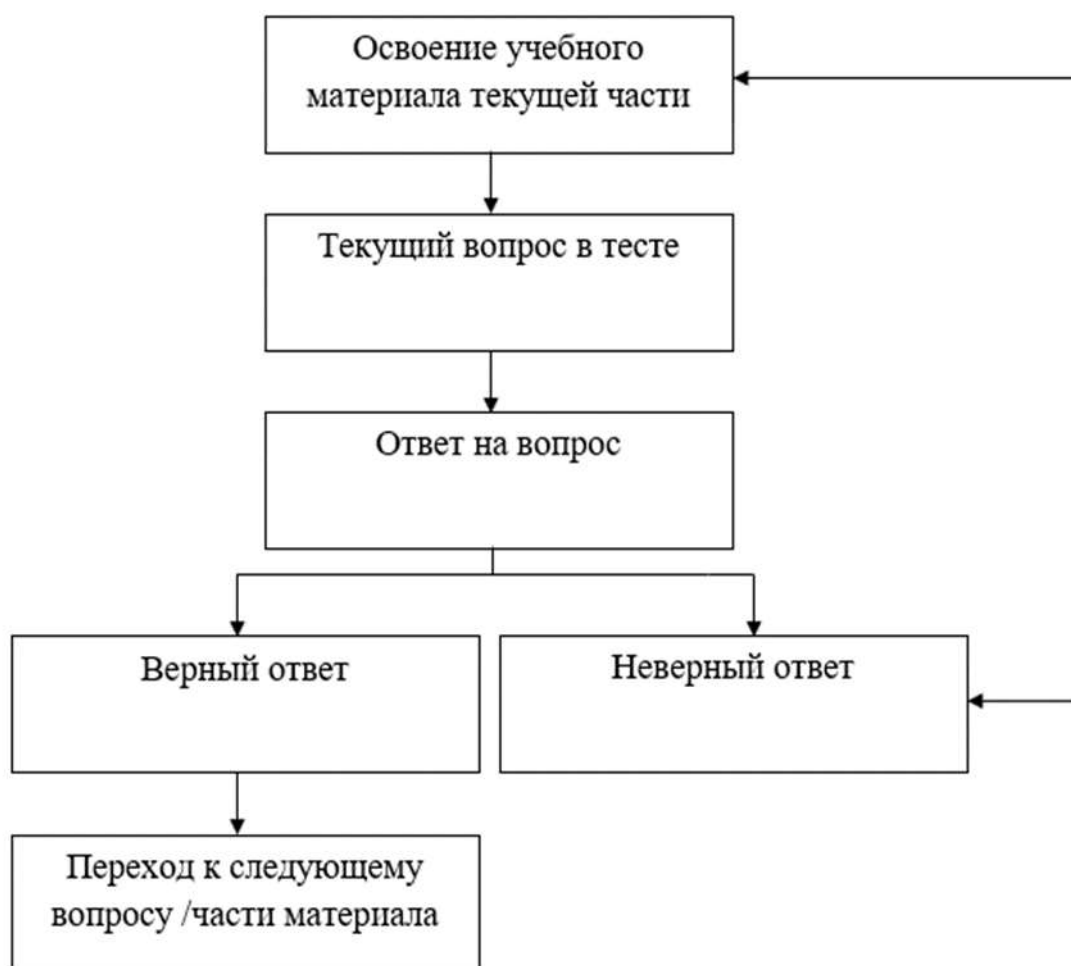 Освоение учебного
материала текущей части
Текущий вопрос в тесте
Ответ на вопрос
Верный ответ
Неверный ответ
Переход к следующему
вопросу /части материала